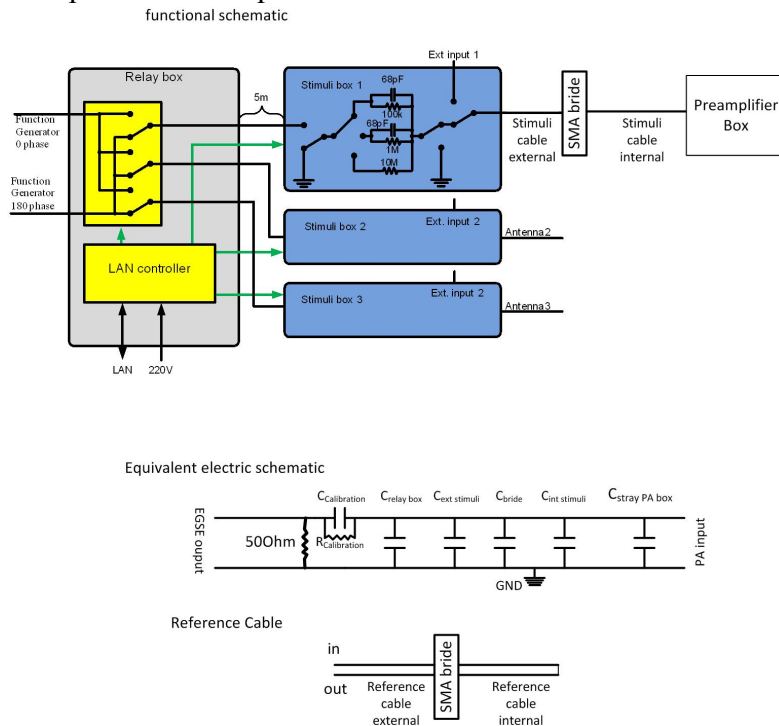 functional schematic
Relay box
Function
Generator
0 phase
Function
Generator
180 phase
5m
LAN controller
LAN
220V
Stimuli box 1
Ext input 1
68pF
100k
68pF
1M
10M
Stimuli box 2
Ext. input 2
Antenna2
Stimuli box 3
Ext. input 2
Antenna3
Stimuli
cable
external
SMA bride
Stimuli
cable
internal
Preamplifier
Box
Equivalent electric schematic
EGSE ouput
50Ohm
CCalibration
RCalibration
Crelay box
Cext stimuli
Cbride
Cint stimuli
Cstray PA box
GND
PA input
Reference Cable
in
out
Reference
cable
external
SMA bride
Reference
cable
internal